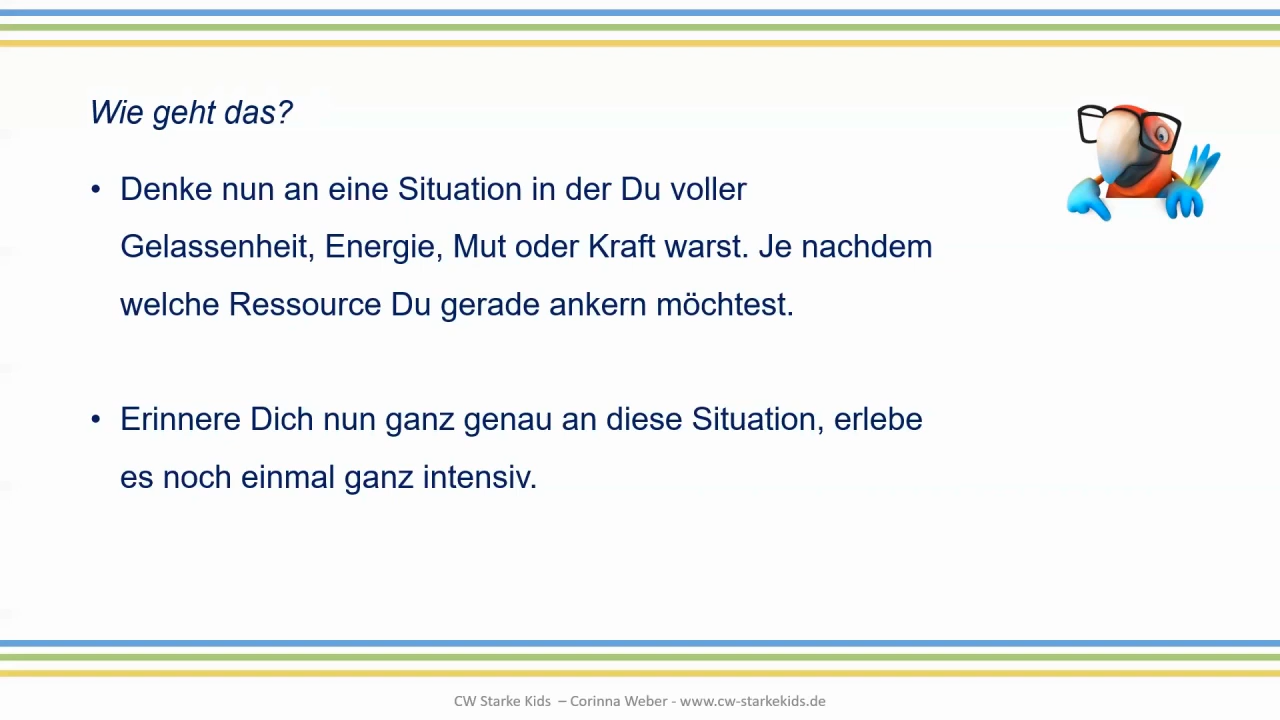 Wie geht das?
• Denke nun an eine Situation in der Du voller
Gelassenheit, Energie, Mut oder Kraft warst. Je nachdem
welche Ressource Du gerade ankern möchtest.
• Erinnere Dich nun ganz genau an diese Situation, erlebe
es noch einmal ganz intensiv.
CW Starke Kids – Corinna Weber - www.cw-starkekids.de